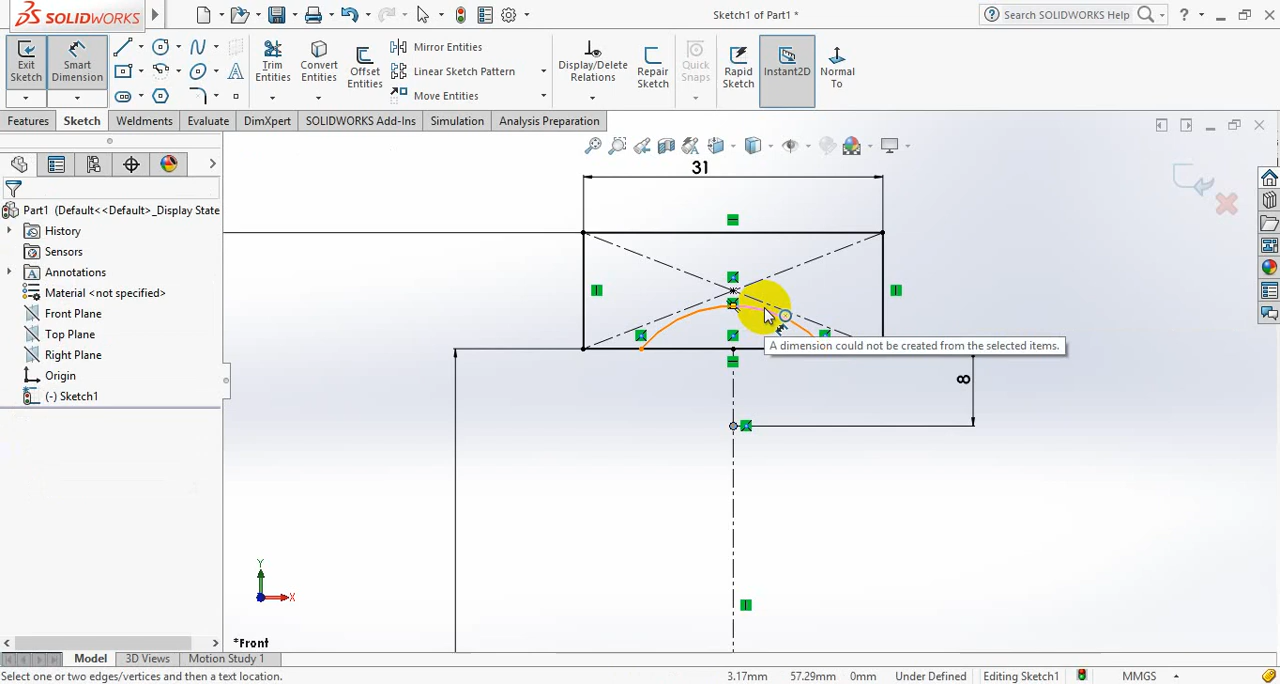 SOLIDWORKS
Sketch1 of Part1 *
Search SOLIDWORKS Help
?
Exit Sketch
Smart Dimension
Trim Entities
Convert Entities
Offset Entities
Mirror Entities
Linear Sketch Pattern
Move Entities
Display/Delete Relations
Repair Sketch
Quick Snaps
Rapid Sketch
Instant2D
Normal To
Features
Sketch
Weldments
Evaluate
DimXpert
SOLIDWORKS Add-Ins
Simulation
Analysis Preparation
Part1 (Default<<Default>_Display State
History
Sensors
Annotations
Material <not specified>
Front Plane
Top Plane
Right Plane
Origin
(-) Sketch1
31
A dimension could not be created from the selected items.
8
Y
X
*Front
Model
3D Views
Motion Study 1
Select one or two edges/vertices and then a text location.
3.17mm
57.29mm
0mm
Under Defined
Editing Sketch1
MMGS